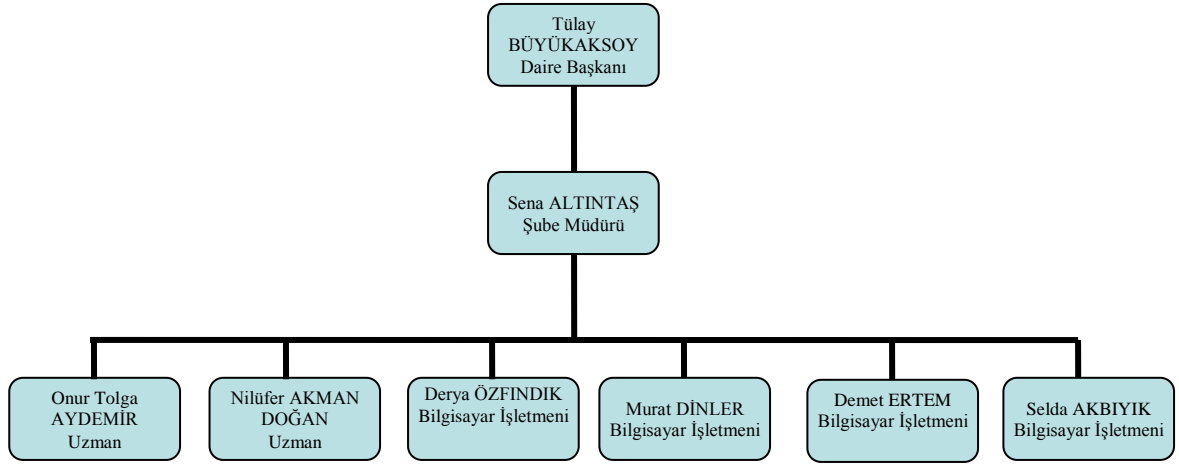 Tülay
BÜYÜKAKSOY
Daire Başkanı
Sena ALTINTAŞ
Şube Müdürü
Onur Tolga
AYDEMİR
Uzman
Nilüfer AKMAN
DOĞAN
Uzman
Derya ÖZFINDIK
Bilgisayar İşletmeni
Murat DİNLER
Bilgisayar İşletmeni
Demet ERTEM
Bilgisayar İşletmeni
Selda AKBIYIK
Bilgisayar İşletmeni